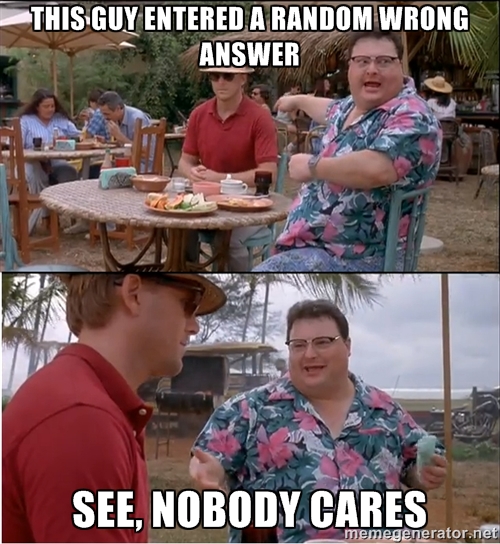 THIS GUY ENTERED A RANDOM WRONG
ANSWER
SEE, NOBODY CARES
memegenerator.net